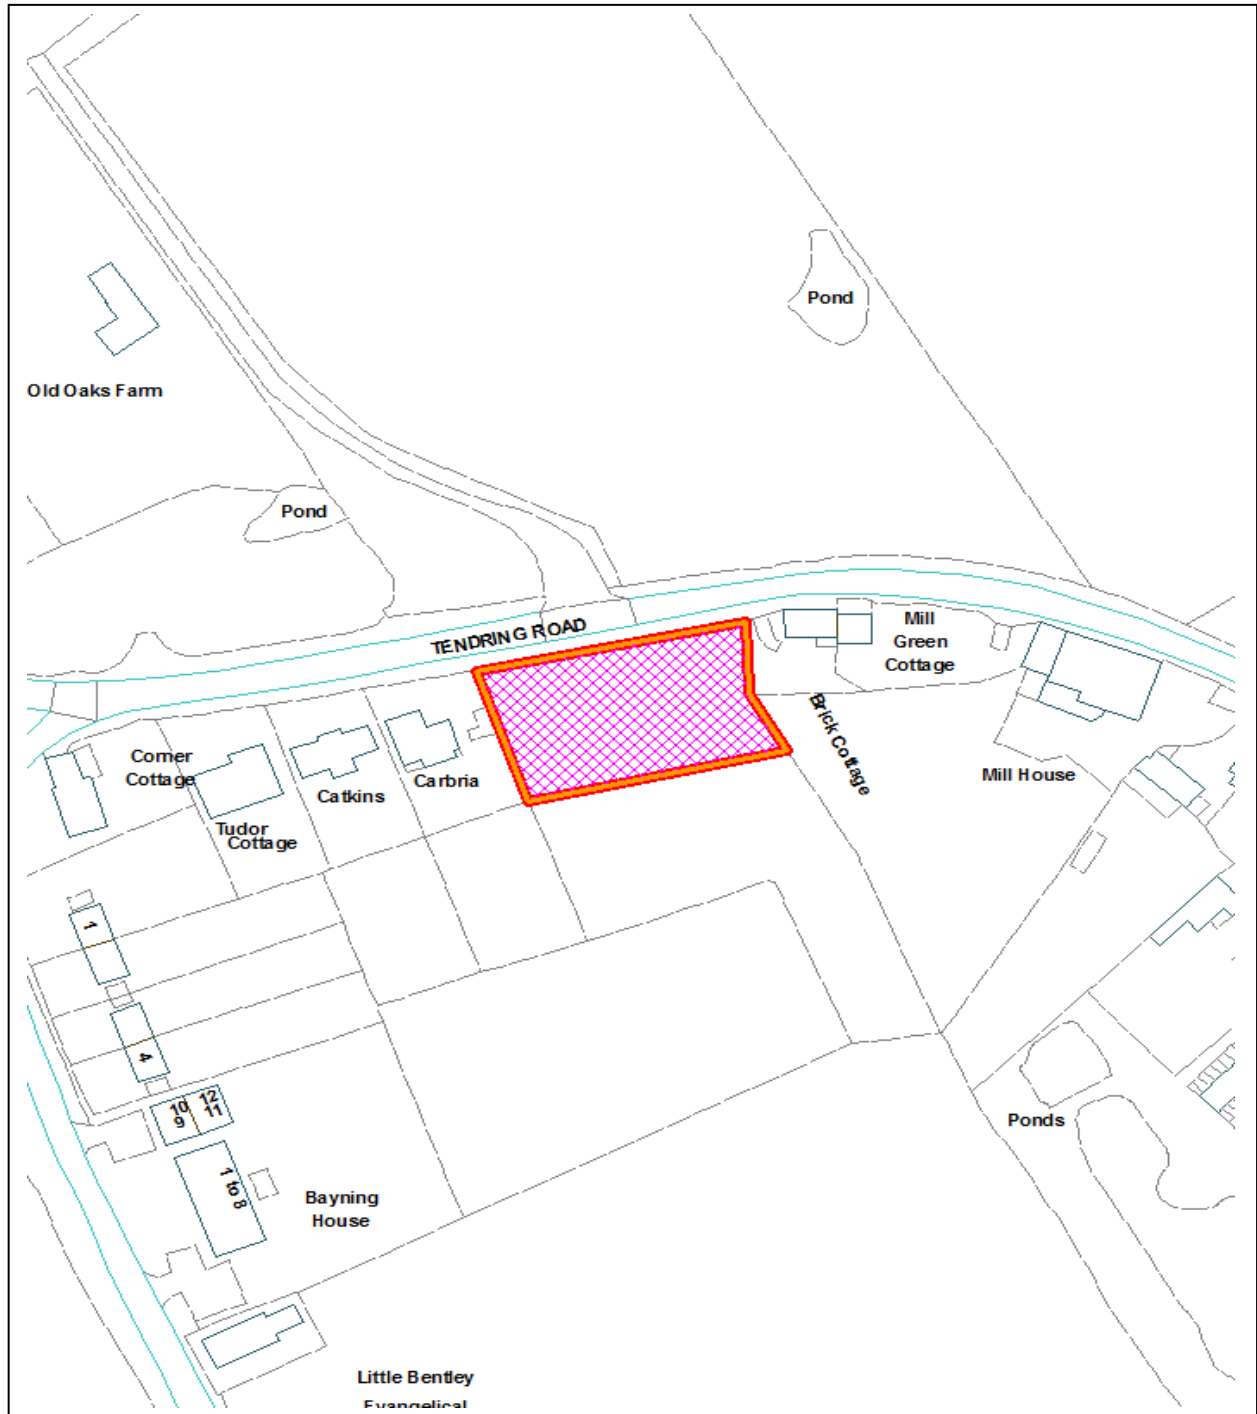 Pond
Old Oaks Farm
Pond
TENDRING ROAD
Mill
Green
Cottage
Brick Cottage
Corner
Cottage
Tudor
Cottage
Catkins
Carbria
Mill House
1
4
10
9
12
11
1 to 8
Bayning
House
Ponds
Little Bentley
Evangelical